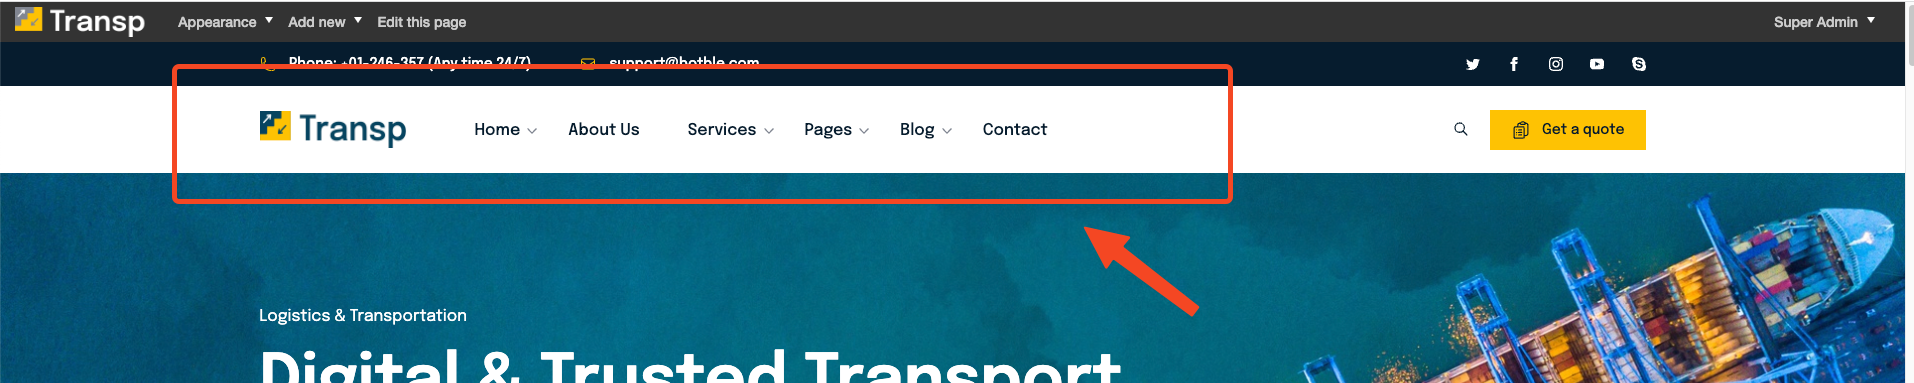 Transp Appearance Add new Edit this page Super Admin
Phone: +01-246-357 (Any time 24/7) support@botble.com
Transp Home About Us Services Pages Blog Contact Get a quote
Logistics & Transportation
Digital & Trusted Transport